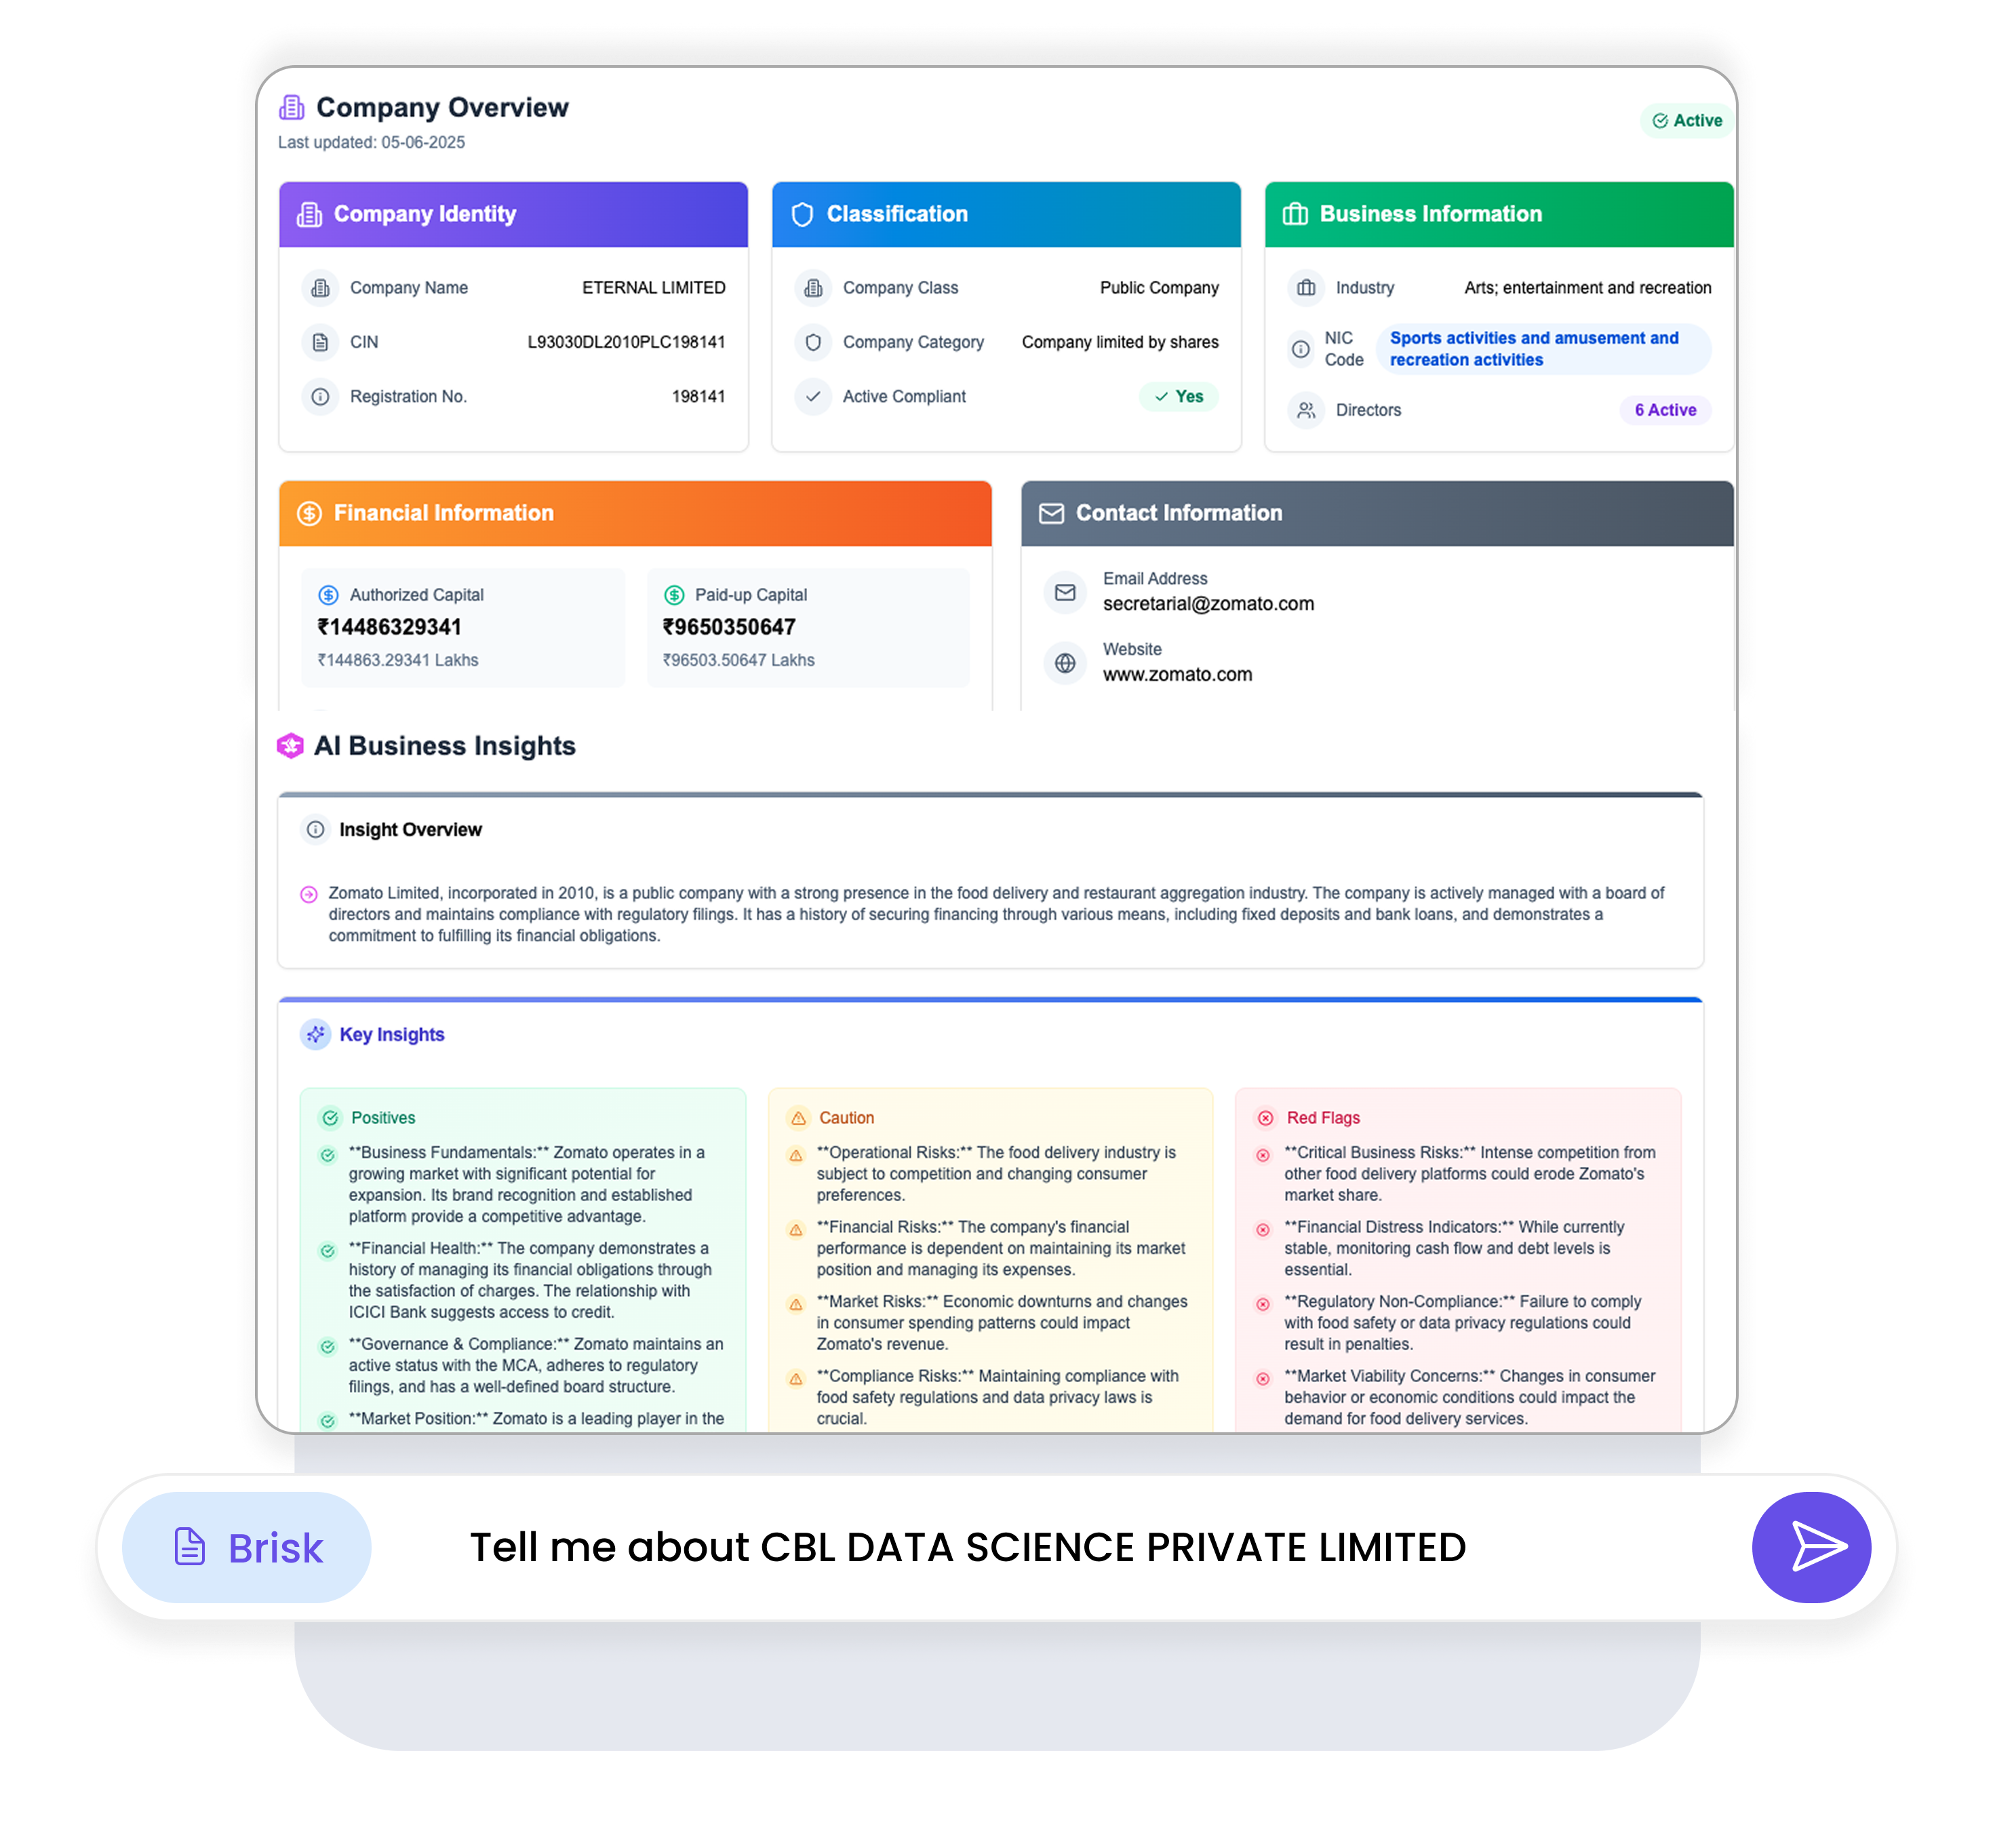 Company Overview
Last updated: 05-06-2025
Active
Company Identity
Company Name
ETERNAL LIMITED
CIN
L93030DL2010PLC198141
Registration No.
198141
Classification
Company Class
Public Company
Company Category
Company limited by shares
Active Compliant
Yes
Business Information
Industry
Arts; entertainment and recreation
NIC
Code
Sports activities and amusement and
recreation activities
Directors
6 Active
Financial Information
Authorized Capital
₹14486329341
₹144863.29341 Lakhs
Paid-up Capital
₹9650350647
₹96503.50647 Lakhs
Contact Information
Email Address
secretarial@zomato.com
Website
www.zomato.com
AI Business Insights
Insight Overview
Zomato Limited, incorporated in 2010, is a public company with a strong presence in the food delivery and restaurant aggregation industry. The company is actively managed with a board of
directors and maintains compliance with regulatory filings. It has a history of securing financing through various means, including fixed deposits and bank loans, and demonstrates a
commitment to fulfilling its financial obligations.
Key Insights
Positives
**Business Fundamentals:** Zomato operates in a
growing market with significant potential for
expansion. Its brand recognition and established
platform provide a competitive advantage.
**Financial Health:** The company demonstrates a
history of managing its financial obligations through
the satisfaction of charges. The relationship with
ICICI Bank suggests access to credit.
**Governance & Compliance:** Zomato maintains an
active status with the MCA, adheres to regulatory
filings, and has a well-defined board structure.
**Market Position:** Zomato is a leading player in the
Caution
**Operational Risks:** The food delivery industry is
subject to competition and changing consumer
preferences.
**Financial Risks:** The company's financial
performance is dependent on maintaining its market
position and managing its expenses.
**Market Risks:** Economic downturns and changes
in consumer spending patterns could impact
Zomato's revenue.
**Compliance Risks:** Maintaining compliance with
food safety regulations and data privacy laws is
crucial.
Red Flags
**Critical Business Risks:** Intense competition from
other food delivery platforms could erode Zomato's
market share.
**Financial Distress Indicators:** While currently
stable, monitoring cash flow and debt levels is
essential.
**Regulatory Non-Compliance:** Failure to comply
with food safety or data privacy regulations could
result in penalties.
**Market Viability Concerns:** Changes in consumer
behavior or economic conditions could impact the
demand for food delivery services.
Brisk
Tell me about CBL DATA SCIENCE PRIVATE LIMITED